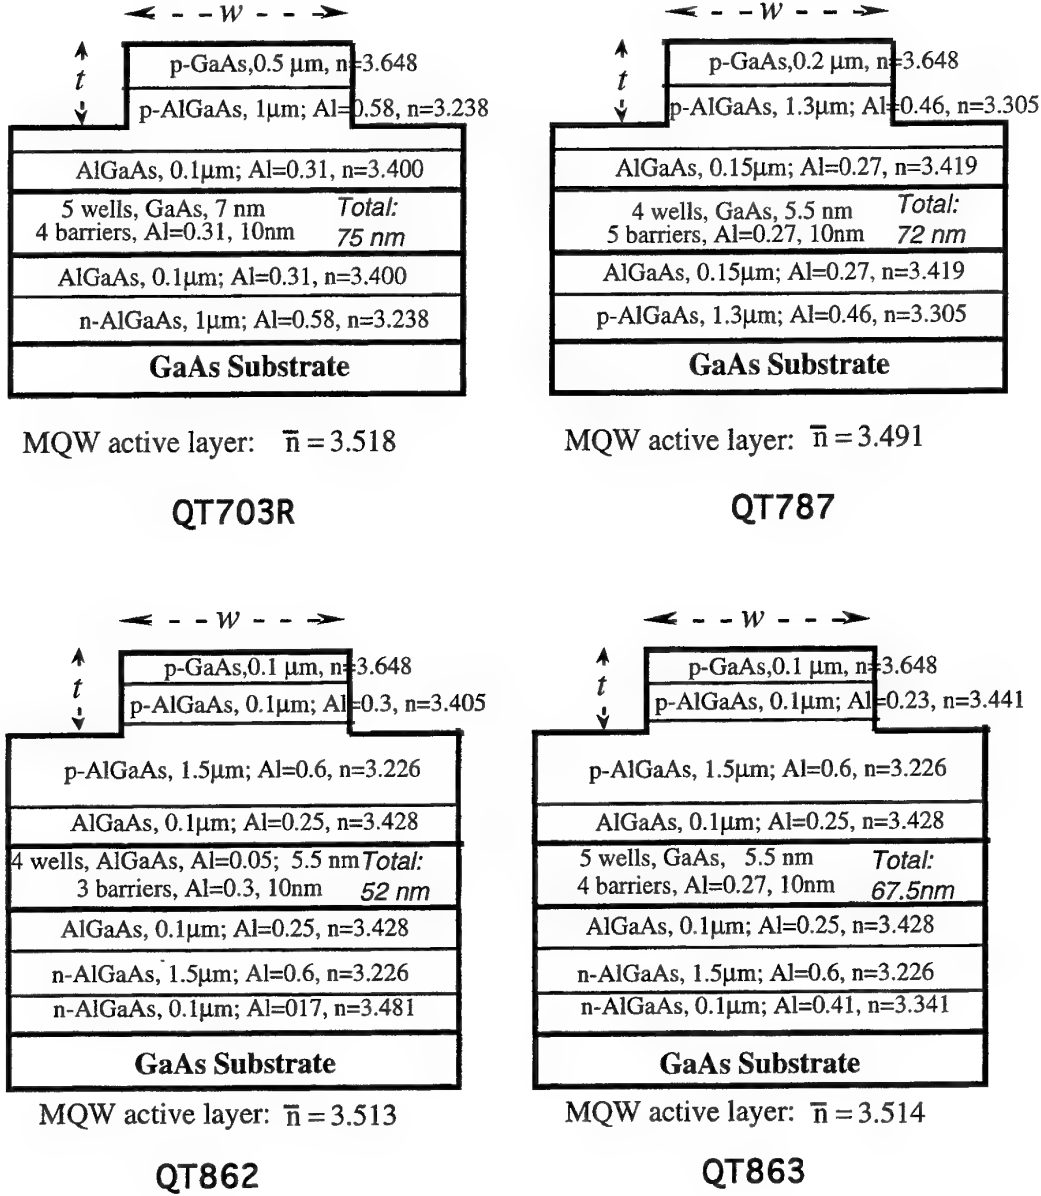 w
t
p-GaAs,0.5 µm, n=3.648
p-AlGaAs, 1µm; Al=0.58, n=3.238
AlGaAs, 0.1µm; Al=0.31, n=3.400
5 wells, GaAs, 7 nm Total:
4 barriers, Al=0.31, 10nm 75 nm
AlGaAs, 0.1µm; Al=0.31, n=3.400
n-AlGaAs, 1µm; Al=0.58, n=3.238
GaAs Substrate
MQW active layer: n̄ = 3.518
QT703R
w
t
p-GaAs,0.2 µm, n=3.648
p-AlGaAs, 1.3µm; Al=0.46, n=3.305
AlGaAs, 0.15µm; Al=0.27, n=3.419
4 wells, GaAs, 5.5 nm Total:
5 barriers, Al=0.27, 10nm 72 nm
AlGaAs, 0.15µm; Al=0.27, n=3.419
p-AlGaAs, 1.3µm; Al=0.46, n=3.305
GaAs Substrate
MQW active layer: n̄ = 3.491
QT787
w
t
p-GaAs,0.1 µm, n=3.648
p-AlGaAs, 0.1µm; Al=0.3, n=3.405
p-AlGaAs, 1.5µm; Al=0.6, n=3.226
AlGaAs, 0.1µm; Al=0.25, n=3.428
4 wells, AlGaAs, Al=0.05; 5.5 nm Total:
3 barriers, Al=0.3, 10nm 52 nm
AlGaAs, 0.1µm; Al=0.25, n=3.428
n-AlGaAs, 1.5µm; Al=0.6, n=3.226
n-AlGaAs, 0.1µm; Al=017, n=3.481
GaAs Substrate
MQW active layer: n̄ = 3.513
QT862
w
t
p-GaAs,0.1 µm, n=3.648
p-AlGaAs, 0.1µm; Al=0.23, n=3.441
p-AlGaAs, 1.5µm; Al=0.6, n=3.226
AlGaAs, 0.1µm; Al=0.25, n=3.428
5 wells, GaAs, 5.5 nm Total:
4 barriers, Al=0.27, 10nm 67.5nm
AlGaAs, 0.1µm; Al=0.25, n=3.428
n-AlGaAs, 1.5µm; Al=0.6, n=3.226
n-AlGaAs, 0.1µm; Al=0.41, n=3.341
GaAs Substrate
MQW active layer: n̄ = 3.514
QT863